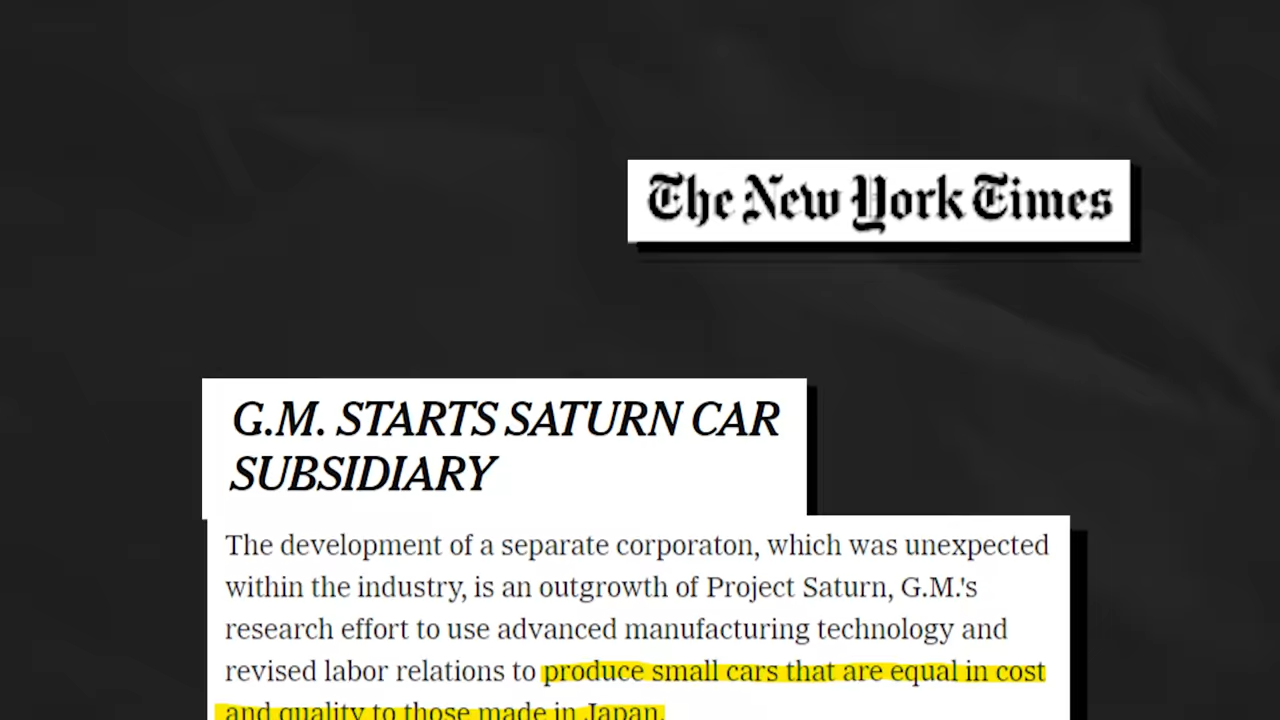 The New York Times
G.M. STARTS SATURN CAR
SUBSIDIARY
The development of a separate corporaton, which was unexpected
within the industry, is an outgrowth of Project Saturn, G.M.'s
research effort to use advanced manufacturing technology and
revised labor relations to produce small cars that are equal in cost
and quality to those made in Japan.